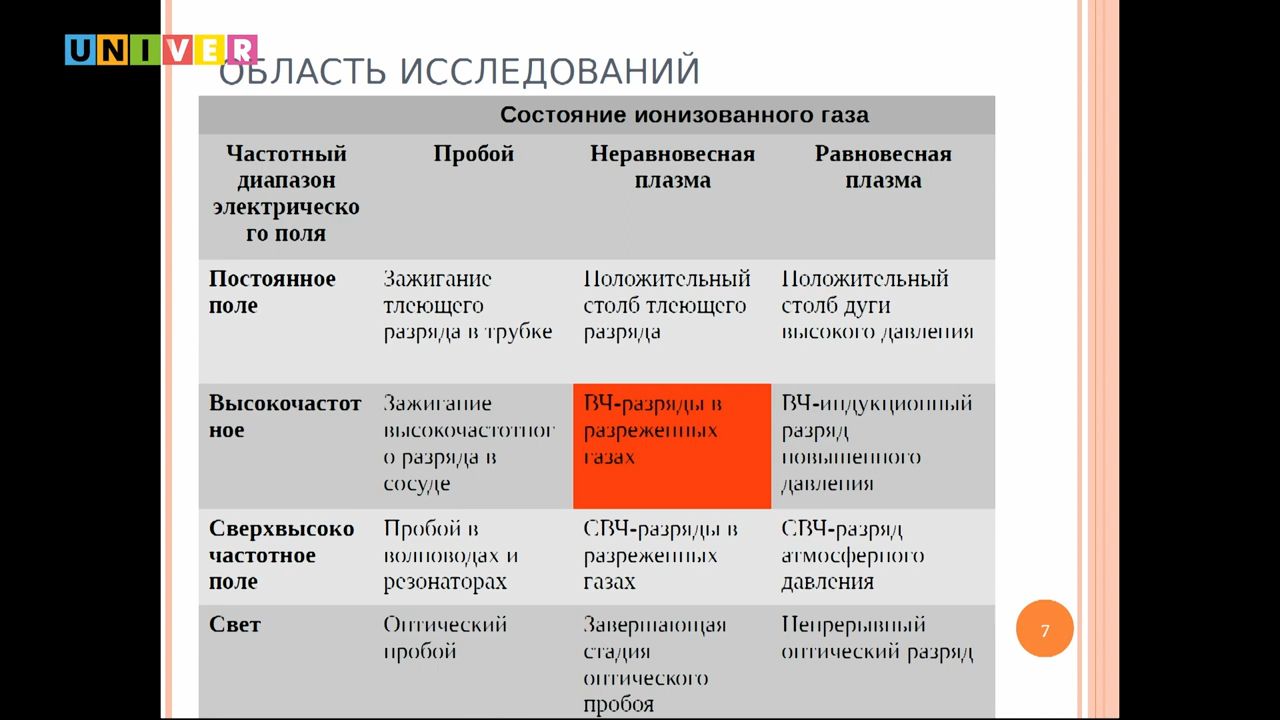 UNIVER
ОБЛАСТЬ ИССЛЕДОВАНИЙ
Состояние ионизованного газа
Частотный
диапазон
электрическо
го поля
Пробой
Неравновесная
плазма
Равновесная
плазма
Постоянное
поле
Зажигание
тлеющего
разряда в трубке
Положительный
столб тлеющего
разряда
Положительный
столб дуги
высокого давления
Высокочастот
ное
Зажигание
высокочастотног
о разряда в
сосуде
ВЧ-разряды в
разреженных
газах
ВЧ-индукционный
разряд
повышенного
давления
Сверхвысоко
частотное
поле
Пробой в
волноводах и
резонаторах
СВЧ-разряды в
разреженных
газах
СВЧ-разряд
атмосферного
давления
Свет
Оптический
пробой
Завершающая
стадия
оптического
пробоя
Непрерывный
оптический разряд
7